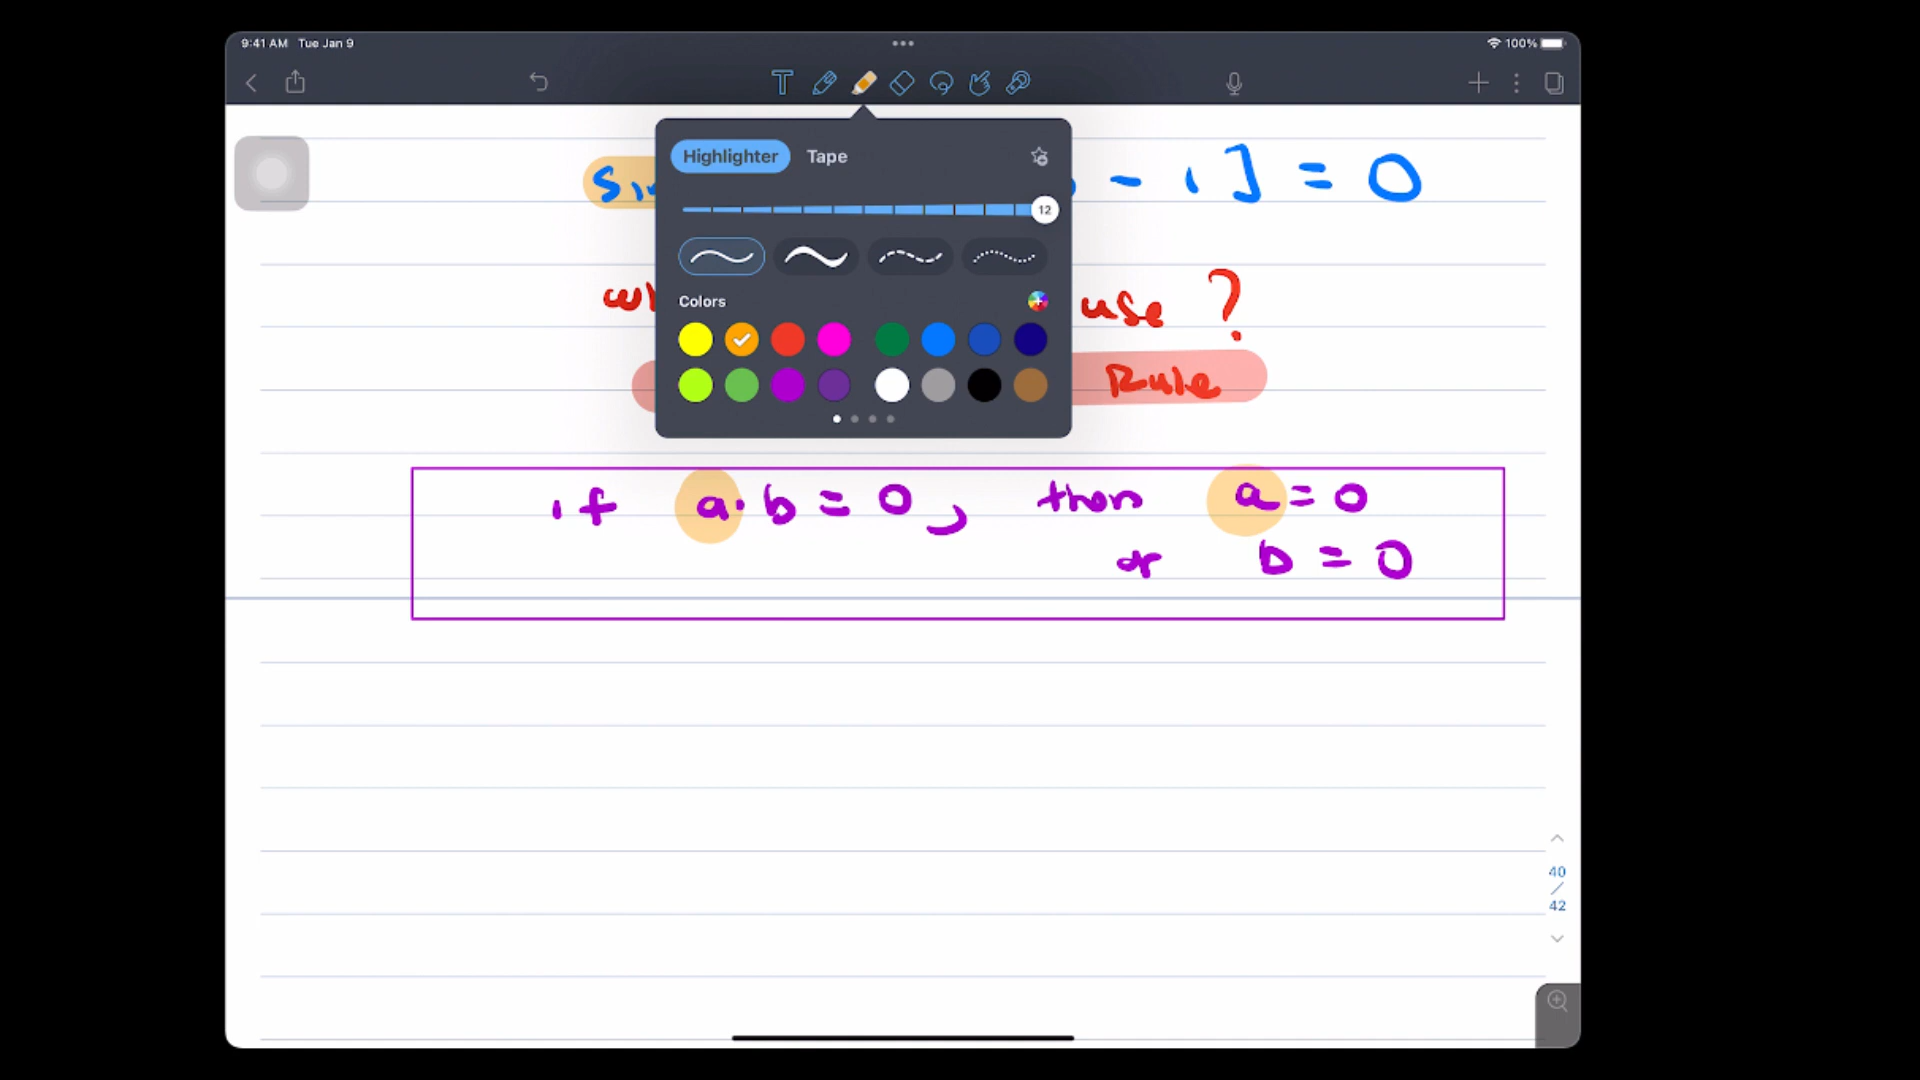 9:41 AM Tue Jan 9
100%
T
Highlighter Tape
12
- 1] = 0
use ?
Colors
Rule
if a·b = 0, then a = 0
or b = 0
40
/
42